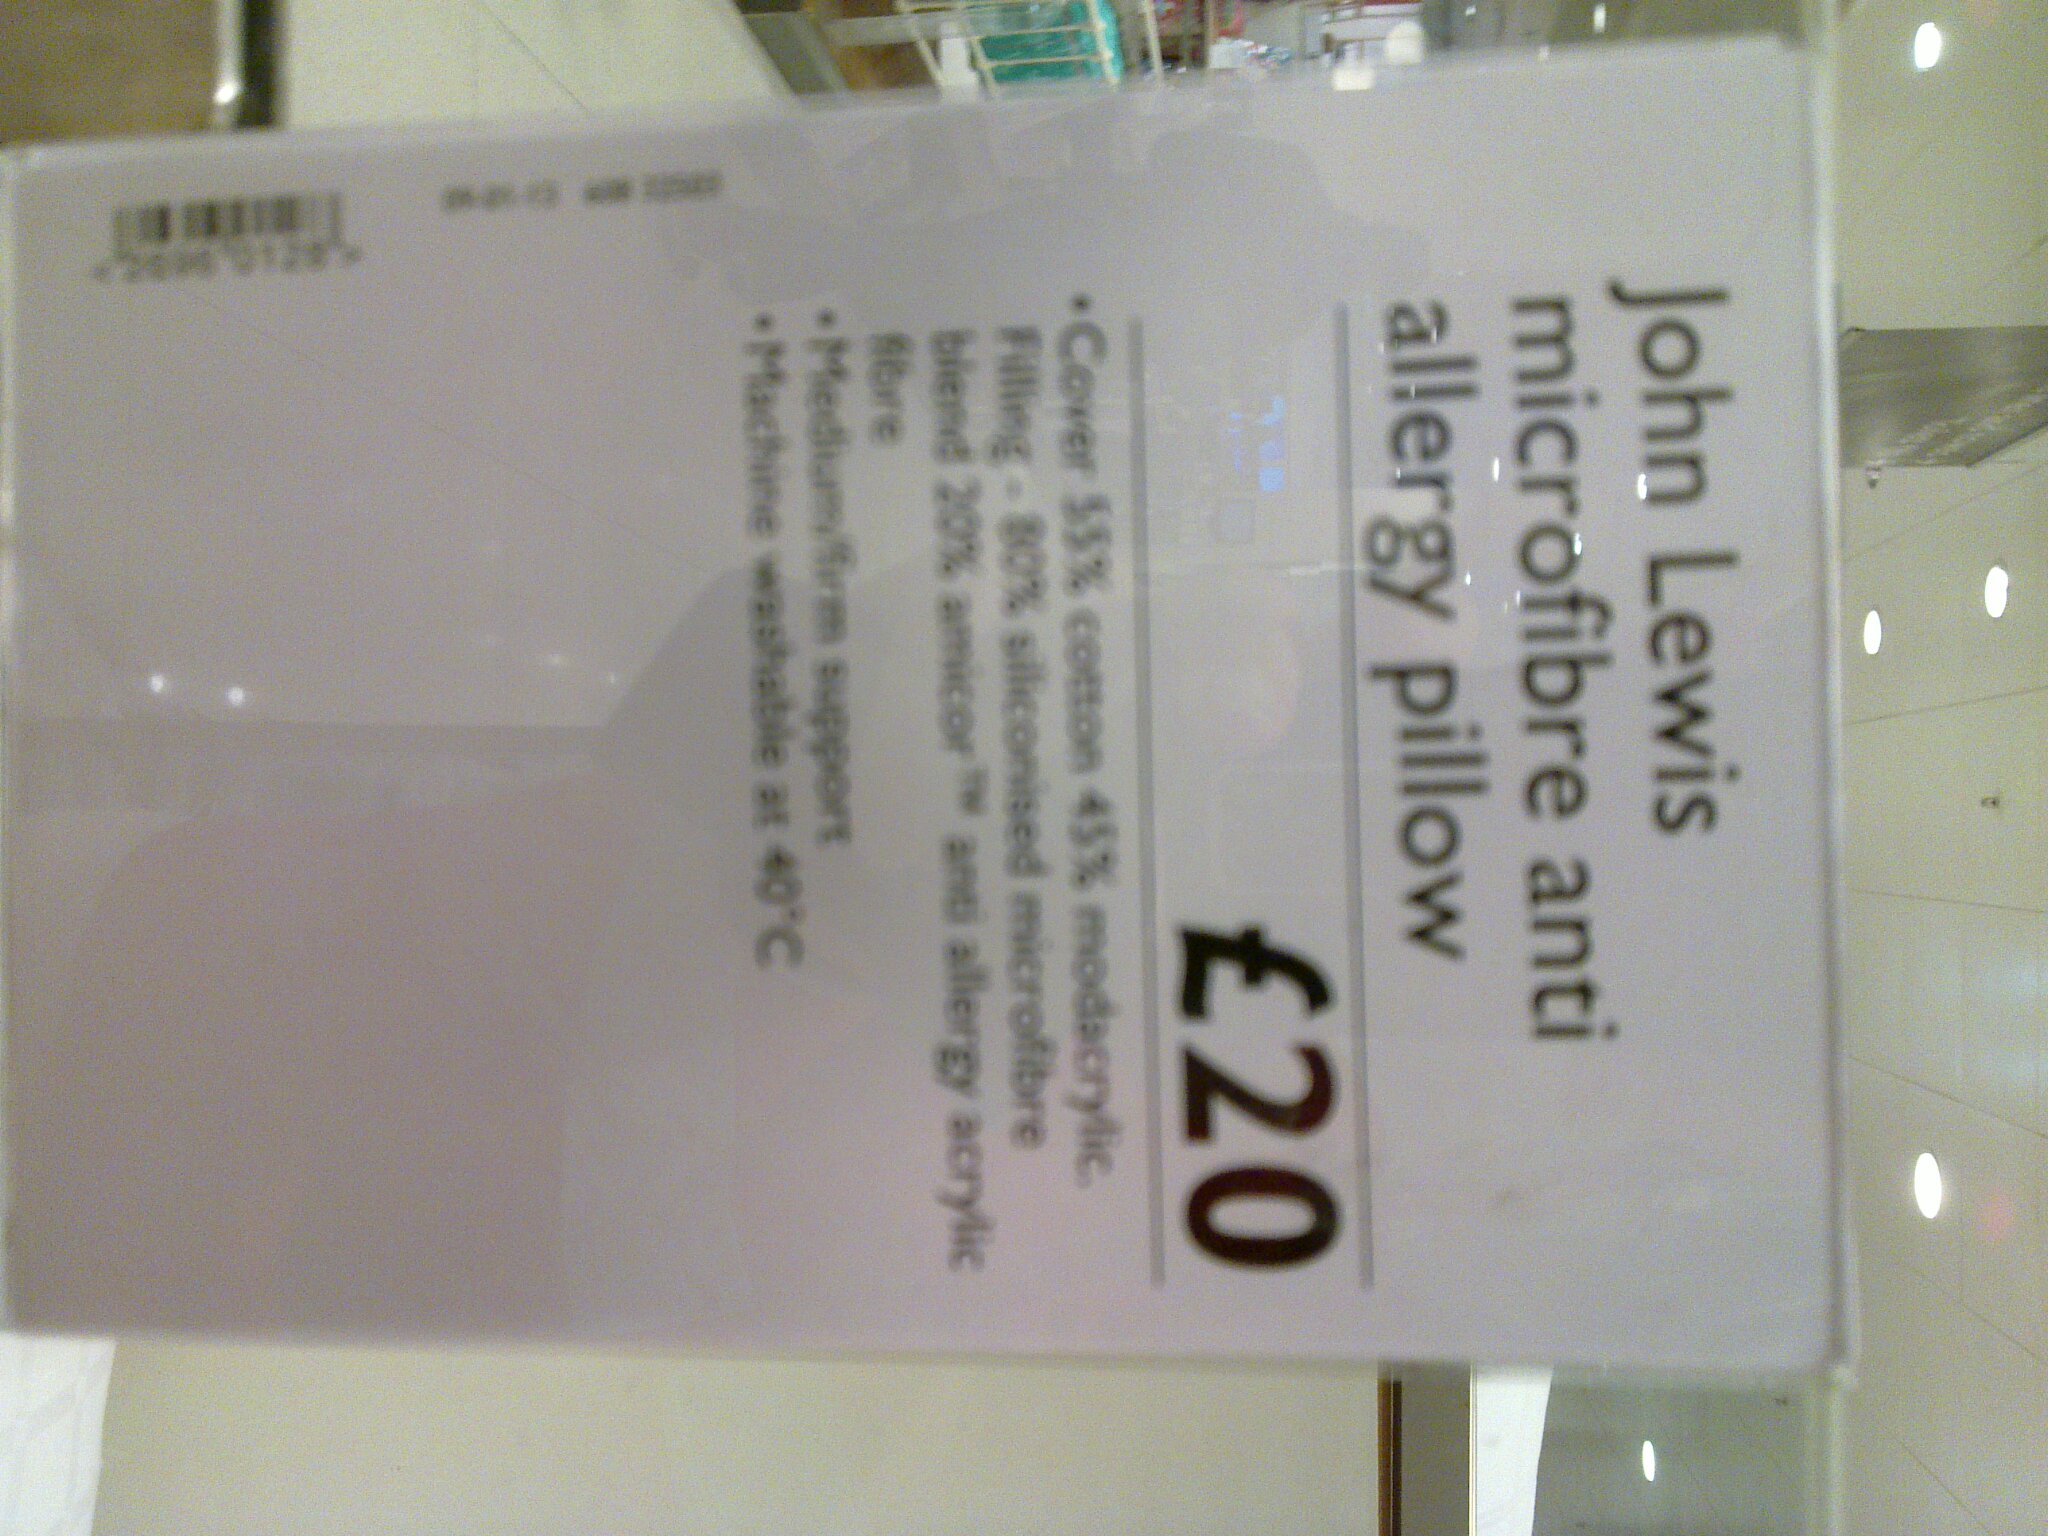 John Lewis
microfibre anti
allergy pillow
£20
•Cover 55% cotton 45% modacrylic.
Filling - 80% siliconised microfibre
blend 20% amicor™ anti allergy acrylic
fibre
•Medium/firm support
•Machine washable at 40°C